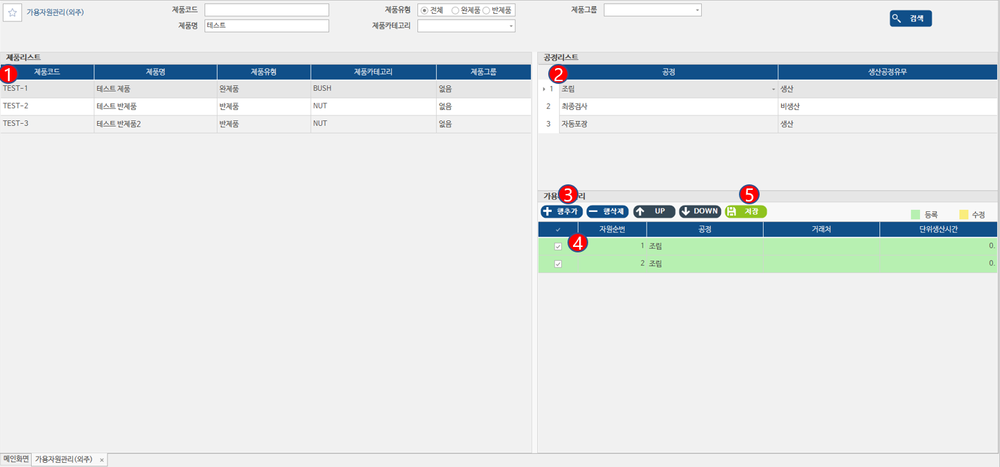 가용자원관리(외주)
제품코드
제품유형 전체 완제품 반제품
제품그룹
검색
제품명 테스트
제품카테고리
제품리스트
제품코드 제품명 제품유형 제품카테고리 제품그룹
1
TEST-1 테스트 제품 완제품 BUSH 없음
TEST-2 테스트 반제품 반제품 NUT 없음
TEST-3 테스트 반제품2 반제품 NUT 없음
공정리스트
2
공정 생산공정유무
1 조립 생산
2 최종검사 비생산
3 자동포장 생산
3
5
행추가 행삭제 UP DOWN 저장
등록 수정
자원순번 공정 거래처 단위생산시간
4
1 조립 0.
2 조립 0.
메인화면 가용자원관리(외주) ×